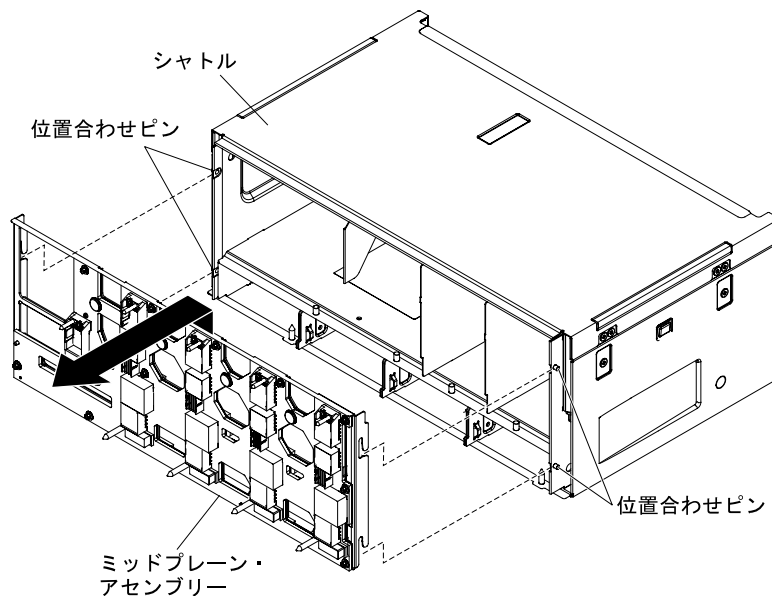 シャトル
位置合わせピン
位置合わせピン
ミッドプレーン・
アセンブリー